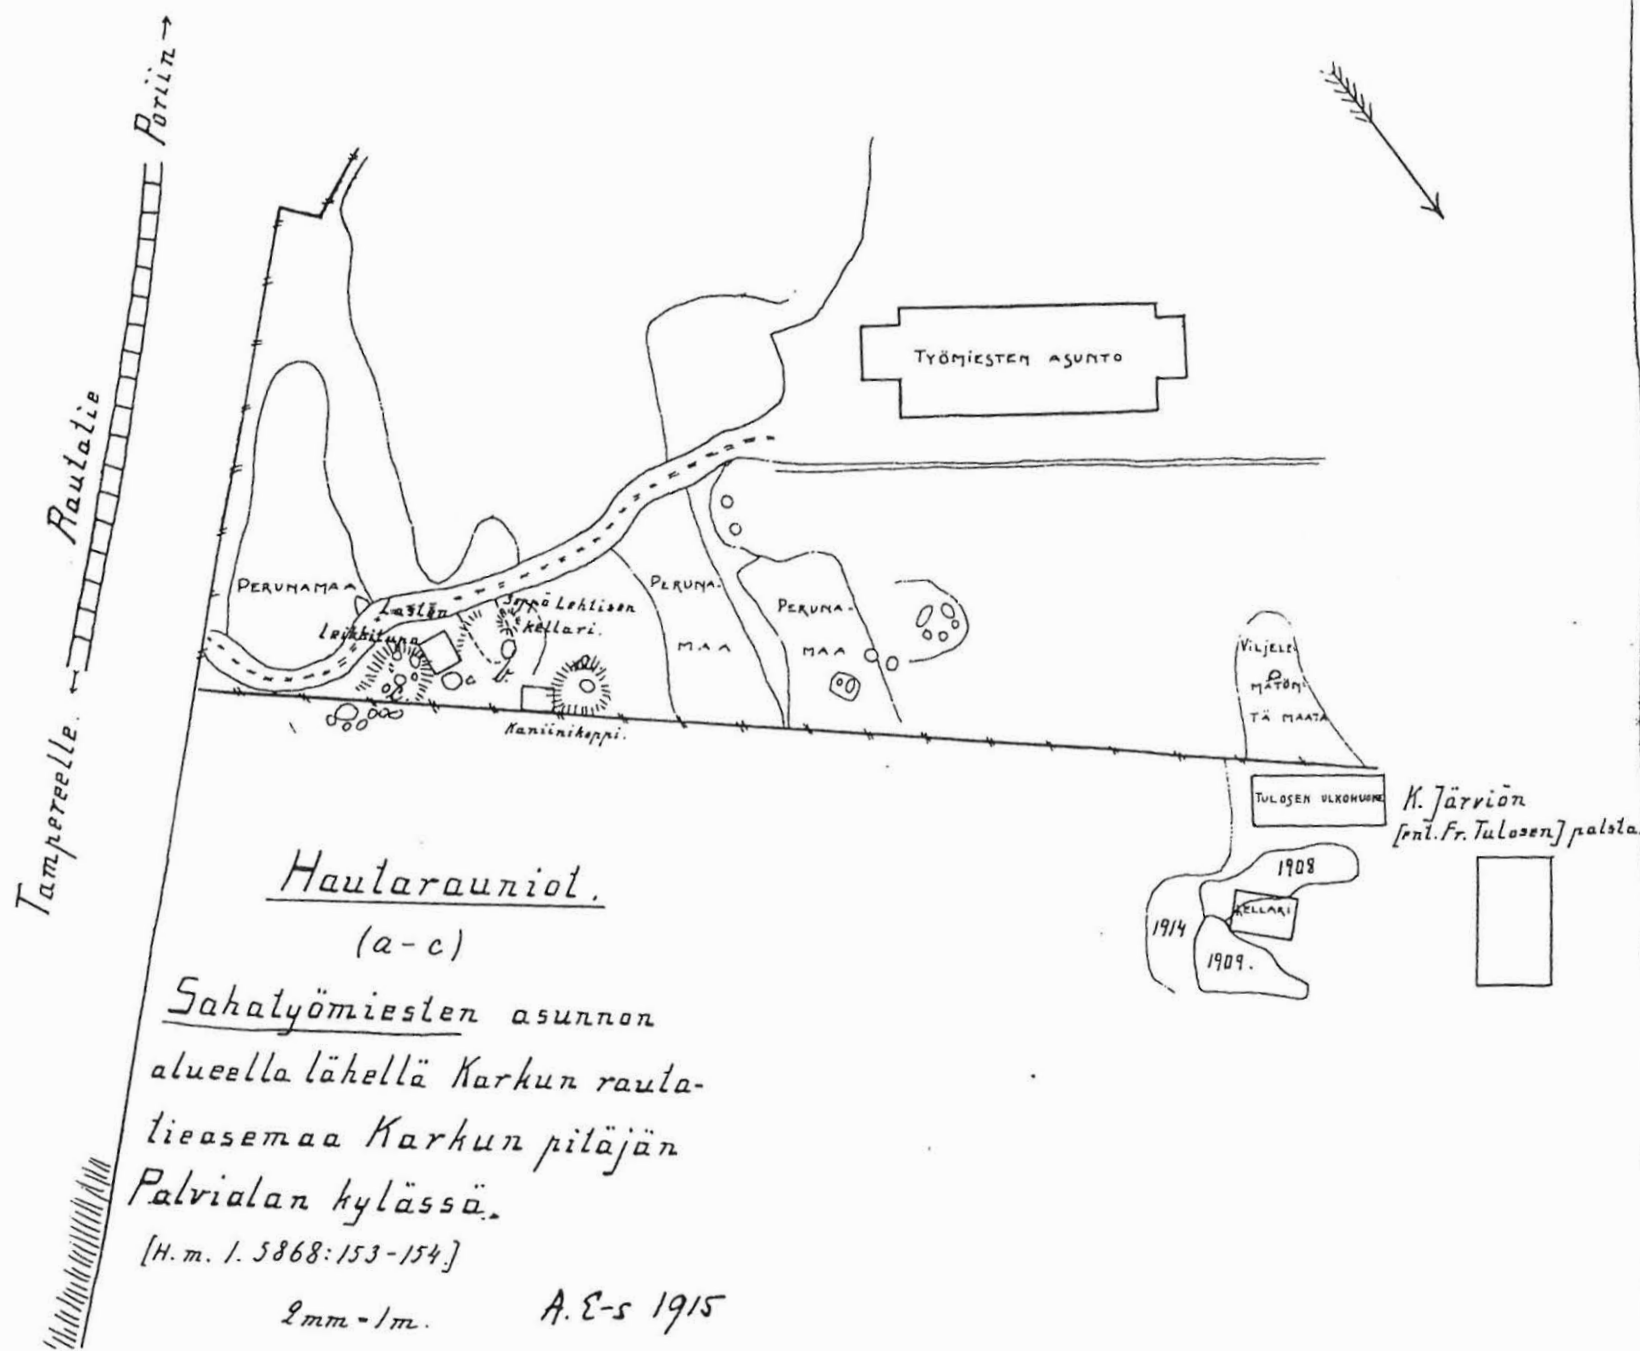 Poriin →
Rautatie
Tampereelle. ←
TYÖMIESTEN ASUNTO
PERUNAMAA
Lasten
leikkitupa
Seppä Lehtisen
kellari.
PERUNA-
MAA
PERUNA-
MAA
a
b.
c
Kaniinikoppi.
VILJELE-
MÄTÖN-
TÄ MAATA
TULOSEN ULKOHUONE
K. Järviön
[ent. Fr. Tulosen] palsta.
1908
KELLARI
1914
1909.
Hautarauniot.
(a-c)
Sahatyömiesten asunnon
alueella lähellä Karkun rauta-
tieasemaa Karkun pitäjän
Palvialan kylässä.
[H. m. l. 5868:153-154.]
2mm = 1m.
A. E-s 1915